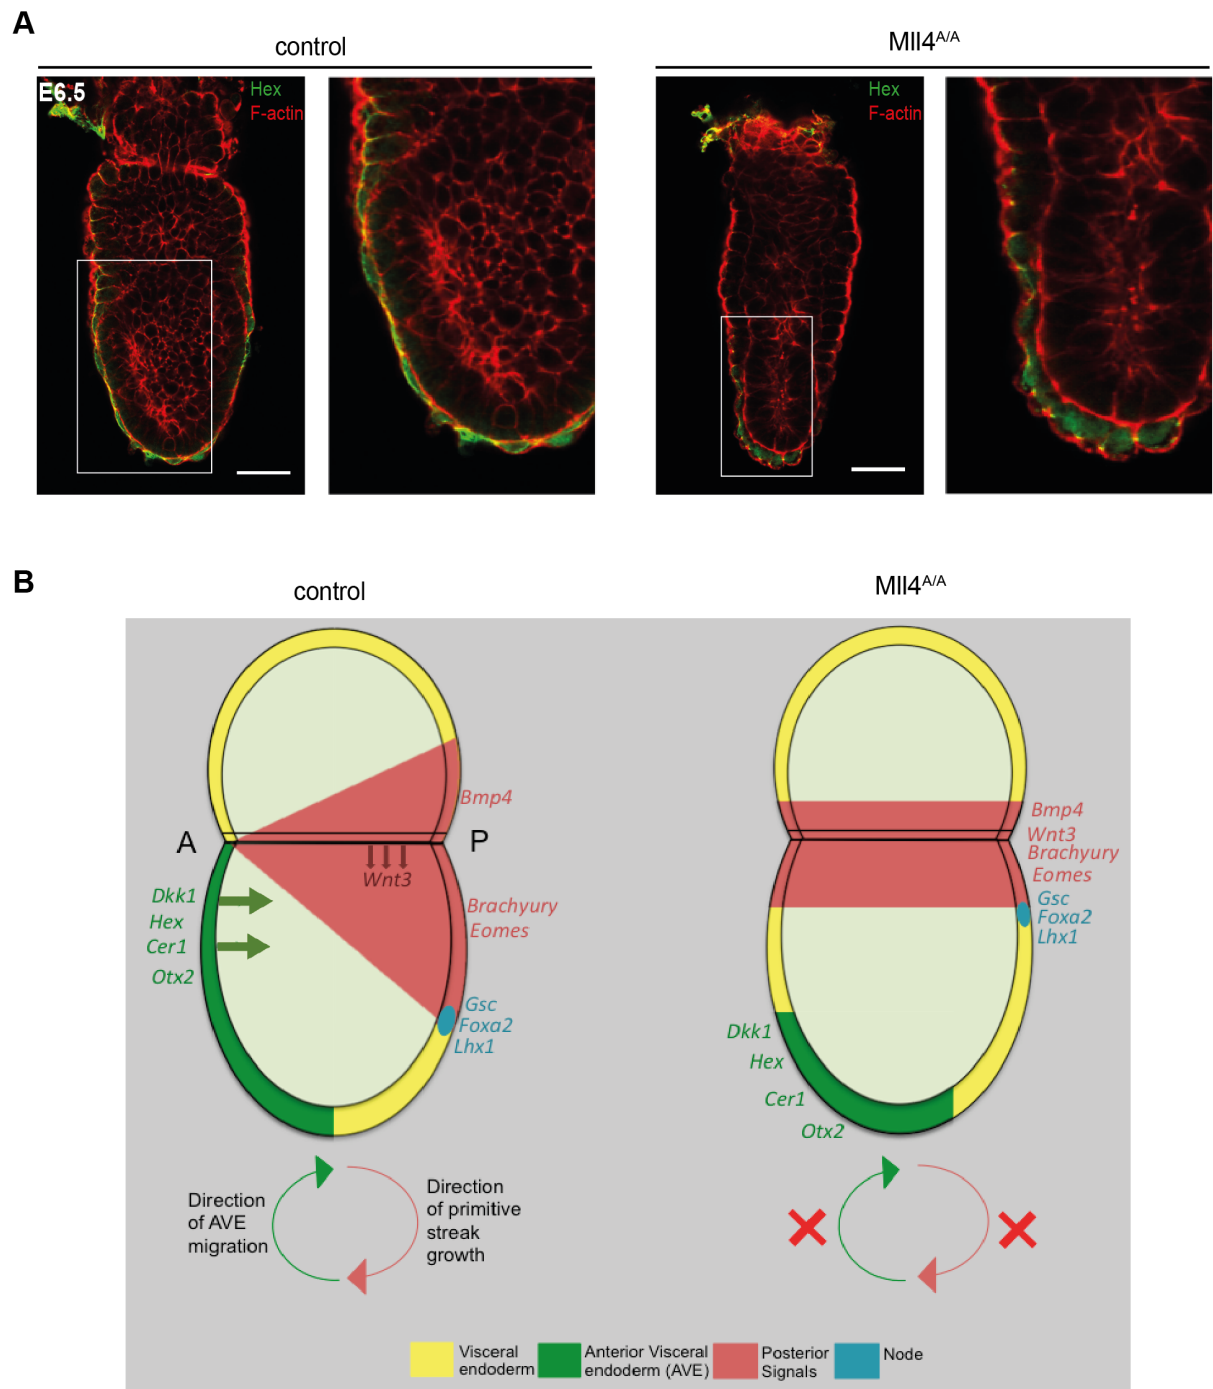 A
control
Mll4A/A
E6.5
Hex
F-actin
Hex
F-actin
B
control
Mll4A/A
Bmp4
A
P
Wnt3
Dkk1
Hex
Cer1
Otx2
Brachyury
Eomes
Gsc
Foxa2
Lhx1
Bmp4
Wnt3
Brachyury
Eomes
Gsc
Foxa2
Lhx1
Dkk1
Hex
Cer1
Otx2
Direction
of AVE
migration
Direction
of primitive
streak
growth
Visceral
endoderm
Anterior Visceral
endoderm (AVE)
Posterior
Signals
Node